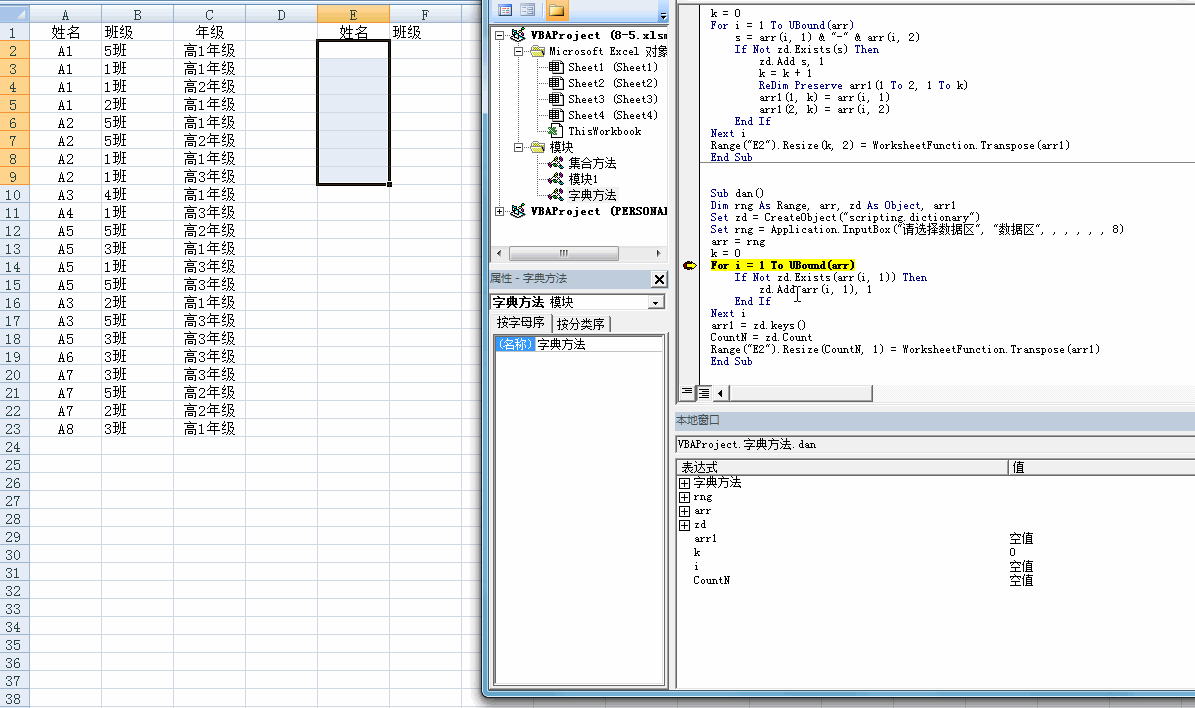 A B C D E F
1 姓名 班级 年级 姓名 班级
2 A1 5班 高1年级
3 A1 1班 高1年级
4 A1 1班 高2年级
5 A1 2班 高1年级
6 A2 5班 高1年级
7 A2 5班 高2年级
8 A2 1班 高1年级
9 A2 1班 高3年级
10 A3 4班 高1年级
11 A4 1班 高3年级
12 A5 5班 高2年级
13 A5 3班 高1年级
14 A5 1班 高3年级
15 A5 5班 高3年级
16 A3 2班 高1年级
17 A3 5班 高3年级
18 A5 3班 高3年级
19 A6 3班 高3年级
20 A7 3班 高3年级
21 A7 5班 高2年级
22 A7 2班 高2年级
23 A8 3班 高1年级
24
25
26
27
28
29
30
31
32
33
34
35
36
37
38
VBAProject (8-5.xlsm
Microsoft Excel 对象
Sheet1 (Sheet1)
Sheet2 (Sheet2)
Sheet3 (Sheet3)
Sheet4 (Sheet4)
ThisWorkbook
模块
集合方法
模块1
字典方法
VBAProject (PERSONAL
属性 - 字典方法
字典方法 模块
按字母序 按分类序
(名称) 字典方法
k = 0
For i = 1 To UBound(arr)
s = arr(i, 1) & "-" & arr(i, 2)
If Not zd.Exists(s) Then
zd.Add s, 1
k = k + 1
ReDim Preserve arr1(1 To 2, 1 To k)
arr1(1, k) = arr(i, 1)
arr1(2, k) = arr(i, 2)
End If
Next i
Range("E2").Resize(k, 2) = WorksheetFunction.Transpose(arr1)
End Sub
Sub dan()
Dim rng As Range, arr, zd As Object, arr1
Set zd = CreateObject("scripting.dictionary")
Set rng = Application.InputBox("请选择数据区", "数据区", , , , , , 8)
arr = rng
k = 0
For i = 1 To UBound(arr)
If Not zd.Exists(arr(i, 1)) Then
zd.Add arr(i, 1), 1
End If
Next i
arr1 = zd.keys()
CountN = zd.Count
Range("E2").Resize(CountN, 1) = WorksheetFunction.Transpose(arr1)
End Sub
本地窗口
VBAProject.字典方法.dan
表达式 值
字典方法
rng
arr
zd
arr1 空值
k 0
i 空值
CountN 空值